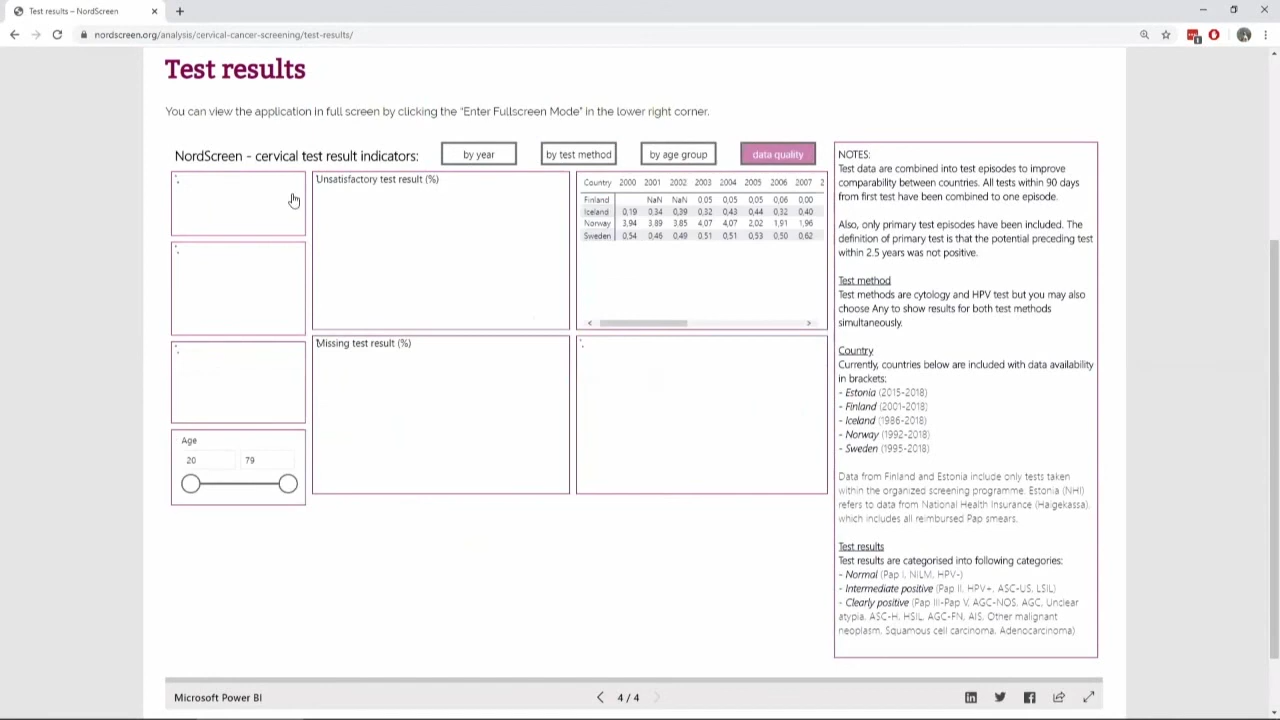 Test results – NordScreen
nordscreen.org/analysis/cervical-cancer-screening/test-results/
Test results
You can view the application in full screen by clicking the "Enter Fullscreen Mode" in the lower right corner.
NordScreen - cervical test result indicators:
by year
by test method
by age group
data quality
Unsatisfactory test result (%)
Country 2000 2001 2002 2003 2004 2005 2006 2007 2
Finland NaN NaN 0,05 0,05 0,05 0,06 0,00
Iceland 0,19 0,34 0,39 0,32 0,43 0,44 0,32 0,40
Norway 3,94 3,89 3,85 4,07 4,07 2,02 1,91 1,96
Sweden 0,54 0,46 0,49 0,51 0,51 0,53 0,50 0,62
Missing test result (%)
Age
20 79
NOTES:
Test data are combined into test episodes to improve
comparability between countries. All tests within 90 days
from first test have been combined to one episode.
Also, only primary test episodes have been included. The
definition of primary test is that the potential preceding test
within 2.5 years was not positive.
Test method
Test methods are cytology and HPV test but you may also
choose Any to show results for both test methods
simultaneously.
Country
Currently, countries below are included with data availability
in brackets:
- Estonia (2015-2018)
- Finland (2001-2018)
- Iceland (1986-2018)
- Norway (1992-2018)
- Sweden (1995-2018)
Data from Finland and Estonia include only tests taken
within the organized screening programme. Estonia (NHI)
refers to data from National Health Insurance (Haigekassa),
which includes all reimbursed Pap smears.
Test results
Test results are categorised into following categories:
- Normal (Pap I, NILM, HPV-)
- Intermediate positive (Pap II, HPV+, ASC-US, LSIL)
- Clearly positive (Pap III-Pap V, AGC-NOS, AGC, Unclear
atypia, ASC-H, HSIL, AGC-FN, AIS, Other malignant
neoplasm, Squamous cell carcinoma, Adenocarcinoma)
Microsoft Power BI
4 / 4